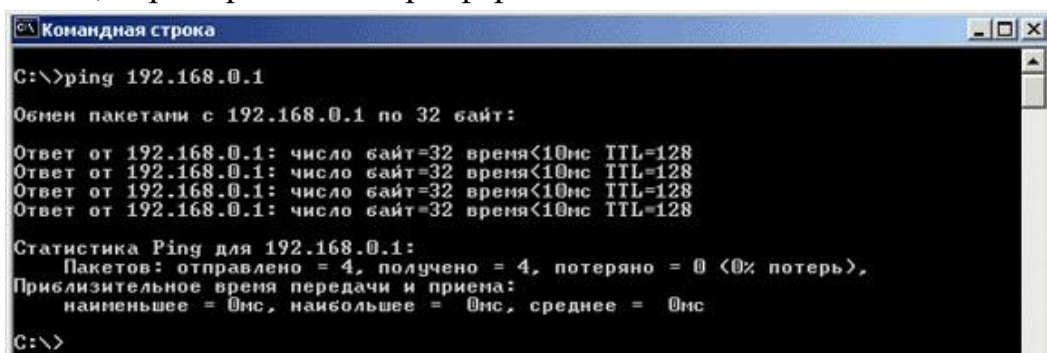 Командная строка
C:\>ping 192.168.0.1
Обмен пакетами с 192.168.0.1 по 32 байт:
Ответ от 192.168.0.1: число байт=32 время<10мс TTL=128
Ответ от 192.168.0.1: число байт=32 время<10мс TTL=128
Ответ от 192.168.0.1: число байт=32 время<10мс TTL=128
Ответ от 192.168.0.1: число байт=32 время<10мс TTL=128
Статистика Ping для 192.168.0.1:
Пакетов: отправлено = 4, получено = 4, потеряно = 0 (0% потерь),
Приблизительное время передачи и приема:
наименьшее = 0мс, наибольшее = 0мс, среднее = 0мс
C:\>